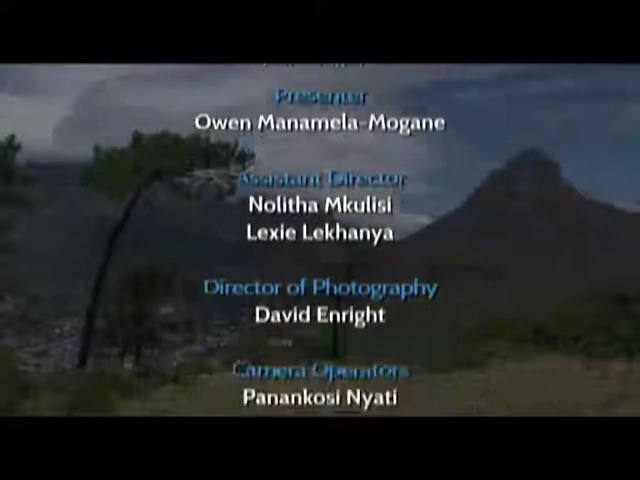 Presenter
Owen Manamela-Mogane
Assistant Director
Nolitha Mkulisi
Lexie Lekhanya
Director of Photography
David Enright
Camera Operators
Panankosi Nyati